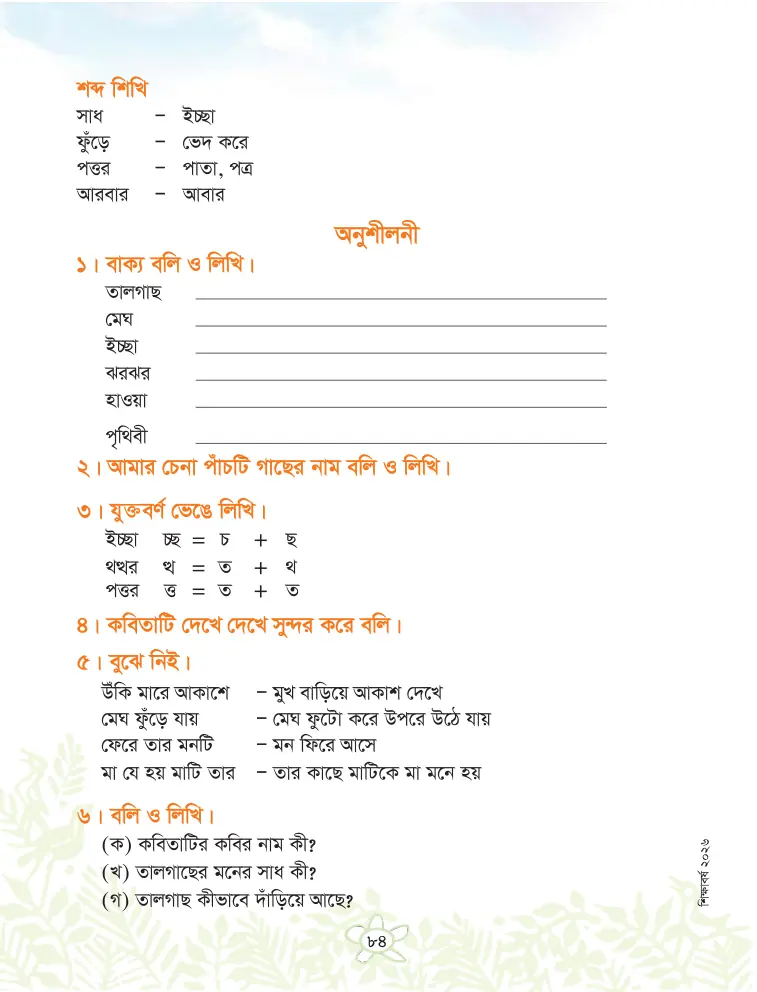 শব্দ শিখি
সাধ – ইচ্ছা
ফুঁড়ে – ভেদ করে
পত্তর – পাতা, পত্র
আরবার – আবার
অনুশীলনী
১। বাক্য বলি ও লিখি।
তালগাছ
মেঘ
ইচ্ছা
ঝরঝর
হাওয়া
পৃথিবী
২। আমার চেনা পাঁচটি গাছের নাম বলি ও লিখি।
৩। যুক্তবর্ণ ভেঙে লিখি।
ইচ্ছা চ্ছ = চ + ছ
থত্থর ত্থ = ত + থ
পত্তর ত্ত = ত + ত
৪। কবিতাটি দেখে দেখে সুন্দর করে বলি।
৫। বুঝে নিই।
উঁকি মারে আকাশে – মুখ বাড়িয়ে আকাশ দেখে
মেঘ ফুঁড়ে যায় – মেঘ ফুটো করে উপরে উঠে যায়
ফেরে তার মনটি – মন ফিরে আসে
মা যে হয় মাটি তার – তার কাছে মাটিকে মা মনে হয়
৬। বলি ও লিখি।
(ক) কবিতাটির কবির নাম কী?
(খ) তালগাছের মনের সাধ কী?
(গ) তালগাছ কীভাবে দাঁড়িয়ে আছে?
শিক্ষাবর্ষ ২০২৬
৮৪